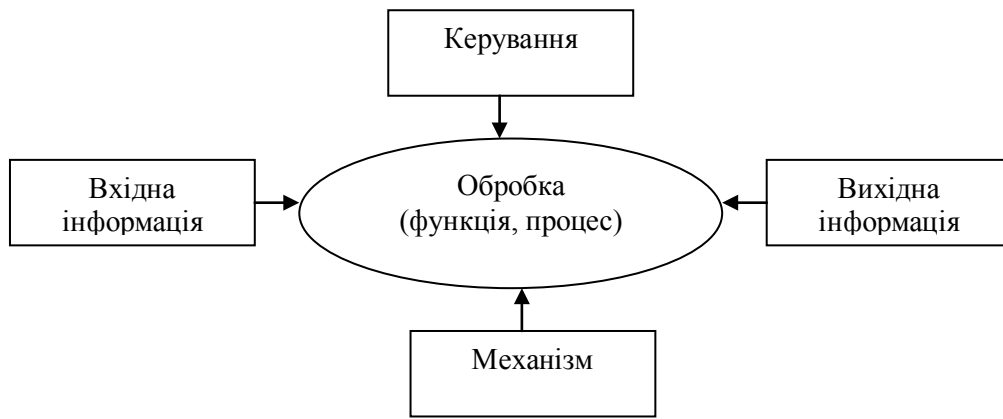 Керування
Вхідна
інформація
Обробка
(функція, процес)
Вихідна
інформація
Механізм